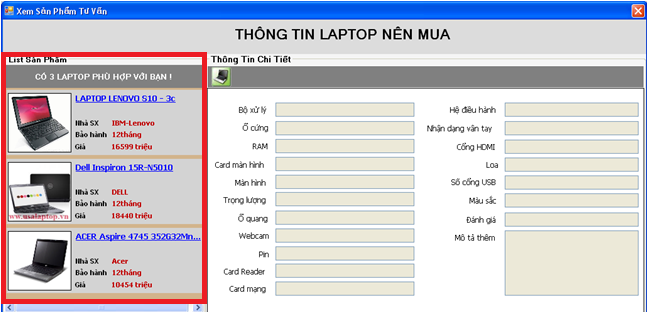 Xem Sản Phẩm Tư Vấn
THÔNG TIN LAPTOP NÊN MUA
List Sản Phẩm
CÓ 3 LAPTOP PHÙ HỢP VỚI BẠN !
LAPTOP LENOVO S10 - 3c
Nhà SX IBM-Lenovo
Bảo hành 12tháng
Giá 16599 triệu
Dell Inspiron 15R-N5010
Nhà SX DELL
Bảo hành 12tháng
Giá 18440 triệu
www.usalaptop.vn
ACER Aspire 4745 352G32Mn...
Nhà SX Acer
Bảo hành 12tháng
Giá 10454 triệu
Thông Tin Chi Tiết
Bộ xử lý
Ổ cứng
RAM
Card màn hình
Màn hình
Trọng lượng
Ổ quang
Webcam
Pin
Card Reader
Card mạng
Hệ điều hành
Nhận dạng vân tay
Cổng HDMI
Loa
Số cổng USB
Màu sắc
Đánh giá
Mô tả thêm